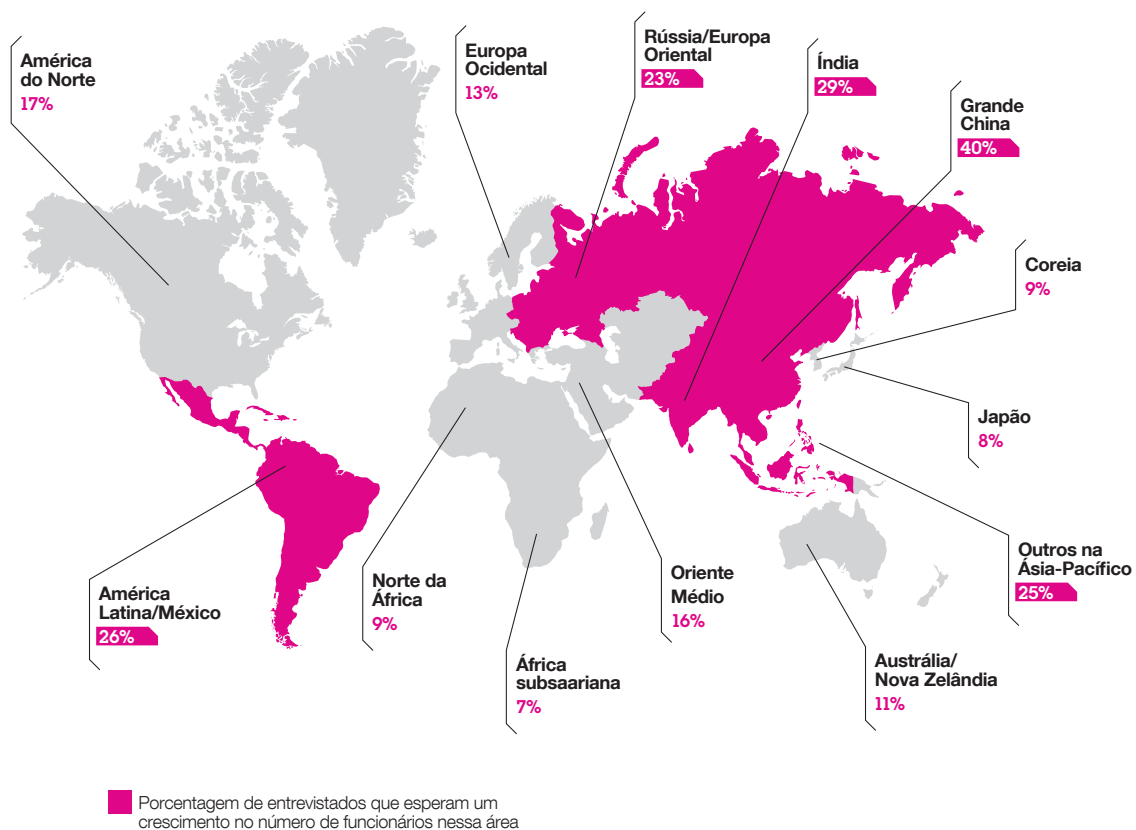 América
do Norte
17%
Europa
Ocidental
13%
Rússia/Europa
Oriental
23%
Índia
29%
Grande
China
40%
Coreia
9%
Japão
8%
Outros na
Ásia-Pacífico
25%
América
Latina/México
26%
Norte da
África
9%
África
subsaariana
7%
Oriente
Médio
16%
Austrália/
Nova Zelândia
11%
Porcentagem de entrevistados que esperam um
crescimento no número de funcionários nessa área